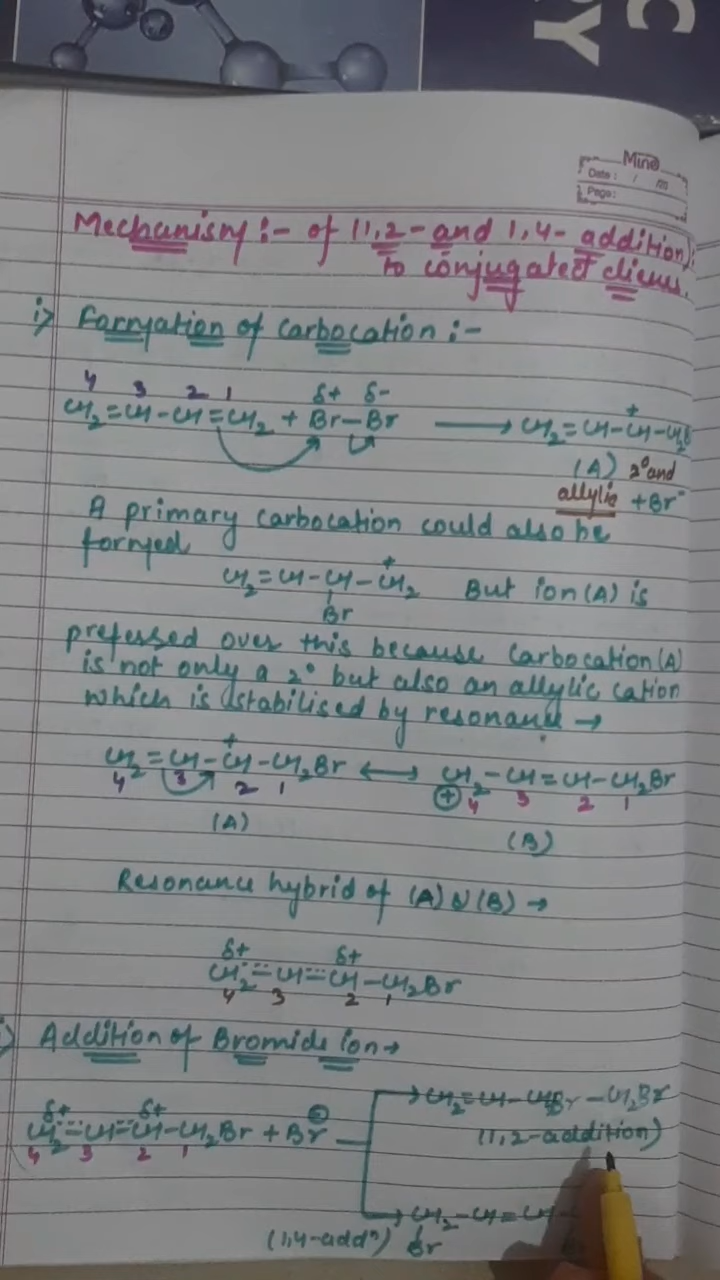 C
PY
Mind
Date : / /20
Page :
Mechanism :- of 1,2- and 1,4- addition
to conjugated dienes.
i) Formation of carbocation :-
4 3 2 1 δ+ δ-
CH₂=CH-CH=CH₂ + Br-Br ⟶ CH₂=CH-CH⁺-CH₂B
(A) 2° and
allylic + Br⁻
A primary carbocation could also be
formed
CH₂=CH-CH-CH₂⁺ But ion (A) is
Br
preferred over this because Carbocation (A)
is not only a 2° but also an allylic cation
which is stabilised by resonance →
CH₂=CH-CH⁺-CH₂Br ⟷ CH₂-CH=CH-CH₂Br
4 3 2 1 ⊕ 4 3 2 1
(A) (B)
Resonance hybrid of (A) & (B) →
δ+ δ+
CH₂┅CH┅CH-CH₂Br
4 3 2 1
) Addition of Bromide ion →
CH₂=CH-CHBr-CH₂Br
δ+ δ+ ⊖
CH₂┅CH┅CH-CH₂Br + Br
4 3 2 1
(1,2-addition)
CH₂-CH=CH-
(1,4-addⁿ) Br